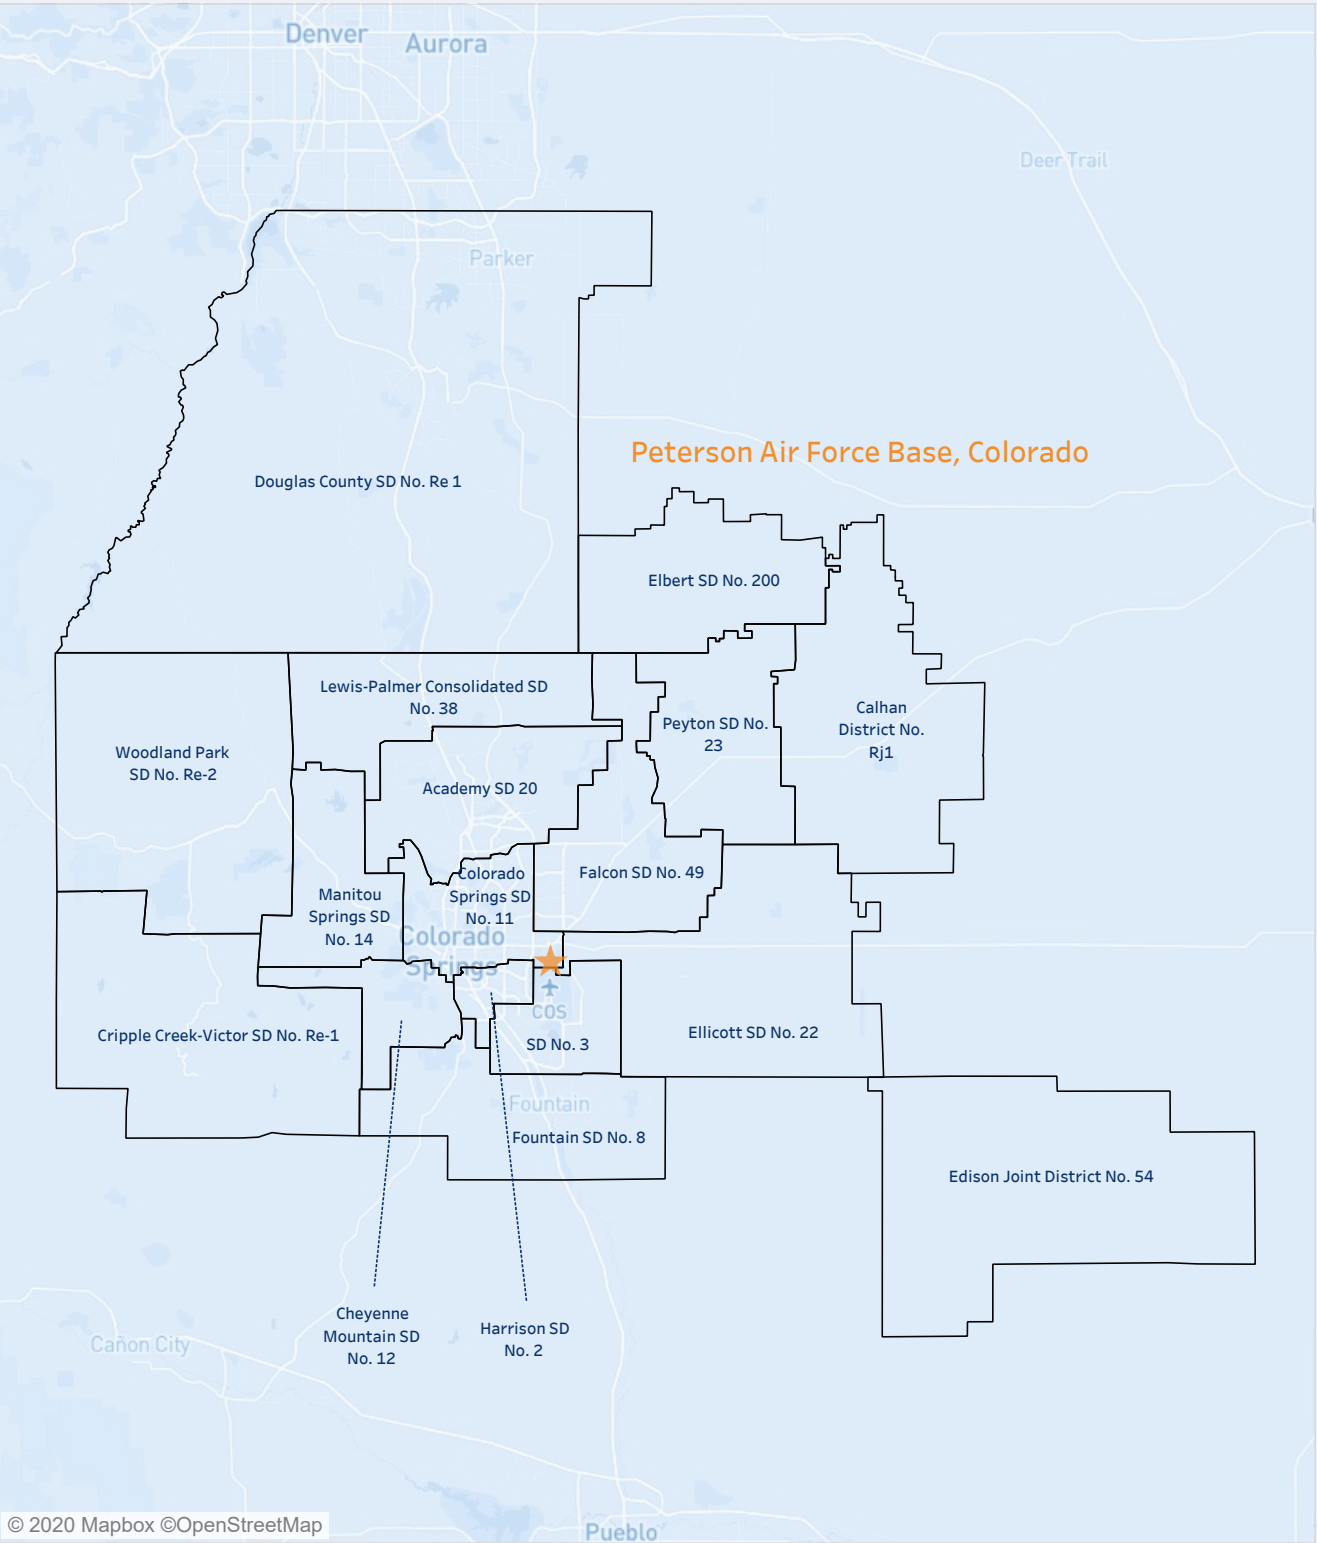 Denver
Aurora
Deer Trail
Parker
Peterson Air Force Base, Colorado
Douglas County SD No. Re 1
Elbert SD No. 200
Lewis-Palmer Consolidated SD
No. 38
Peyton SD No.
23
Calhan
District No.
Rj1
Woodland Park
SD No. Re-2
Academy SD 20
Colorado
Springs SD
No. 11
Falcon SD No. 49
Manitou
Springs SD
No. 14
Colorado
Springs
COS
Cripple Creek-Victor SD No. Re-1
SD No. 3
Ellicott SD No. 22
Fountain
Fountain SD No. 8
Edison Joint District No. 54
Cheyenne
Mountain SD
No. 12
Harrison SD
No. 2
Cañon City
Pueblo
© 2020 Mapbox ©OpenStreetMap